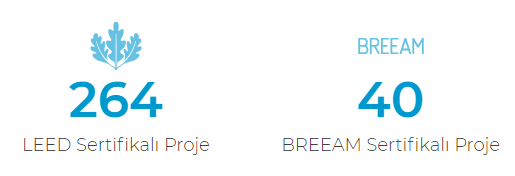 BREEAM
264
40
LEED Sertifikalı Proje
BREEAM Sertifikalı Proje